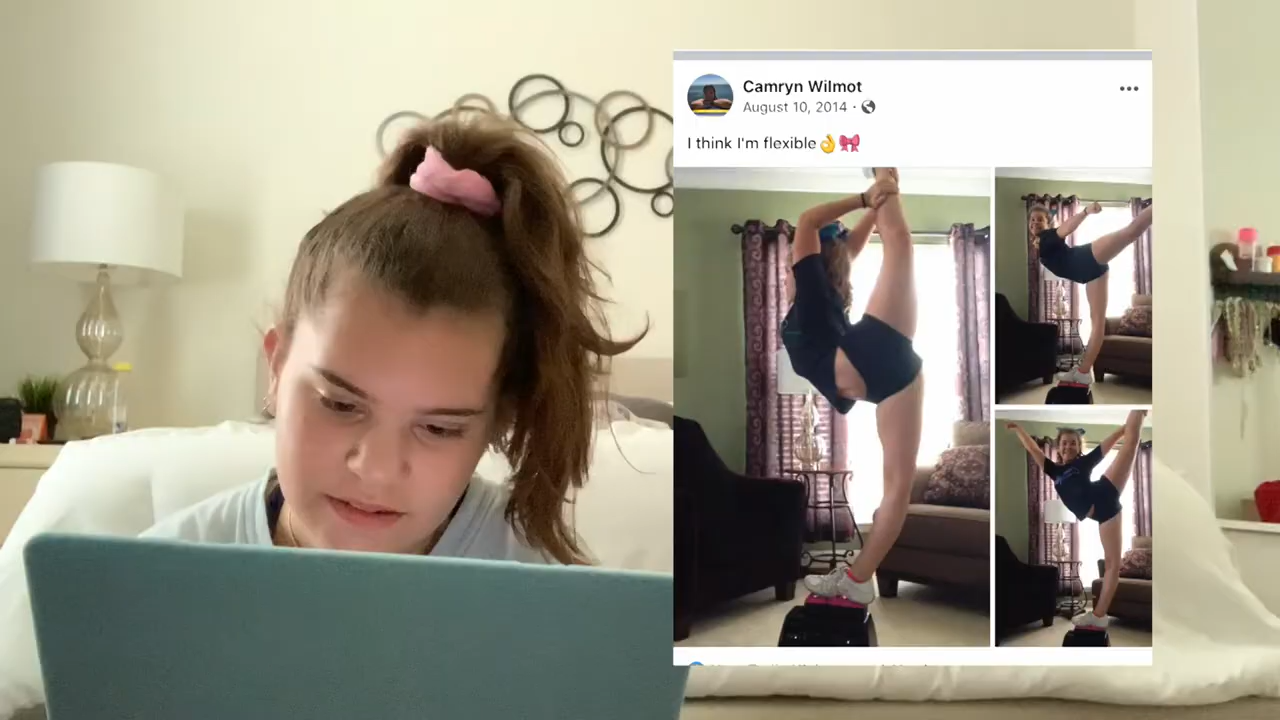 Camryn Wilmot
August 10, 2014 ·
I think I'm flexible👌🎀